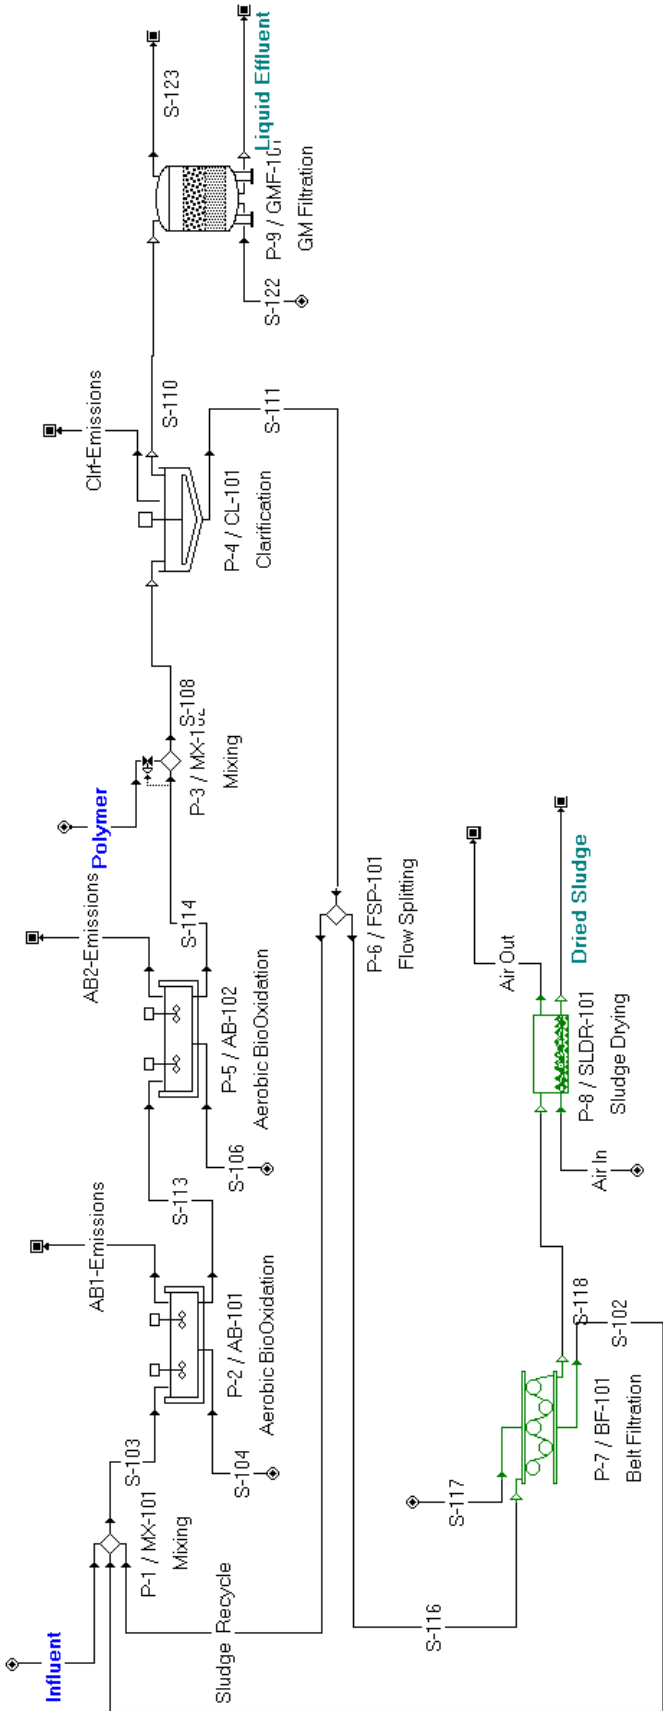 Influent
P-1 / MX-101
Mixing
S-103
S-104
P-2 / AB-101
Aerobic BioOxidation
AB1-Emissions
S-113
S-106
P-5 / AB-102
Aerobic BioOxidation
AB2-Emissions
S-114
Polymer
P-3 / MX-102
Mixing
S-108
Clrf-Emissions
P-4 / CL-101
Clarification
S-110
S-111
S-122
P-9 / GMF-101
GM Filtration
S-123
Liquid Effluent
Sludge Recycle
P-6 / FSP-101
Flow Splitting
S-116
S-117
P-7 / BF-101
Belt Filtration
S-118
S-102
Air In
P-8 / SLDR-101
Sludge Drying
Air Out
Dried Sludge